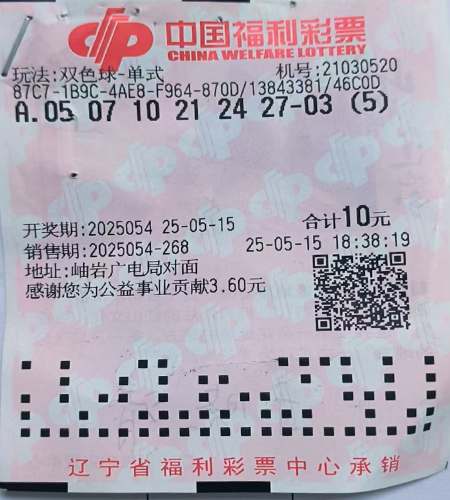 中国福利彩票
CHINA WELFARE LOTTERY
玩法:双色球-单式 机号:21030520
87C7-1B9C-4AE8-F964-870D/13843381/46C0D
A.05 07 10 21 24 27-03 (5)
开奖期:2025054 25-05-15 合计10元
销售期:2025054-268 25-05-15 18:38:19
地址:岫岩广电局对面
感谢您为公益事业贡献3.60元
辽宁省福利彩票中心承销